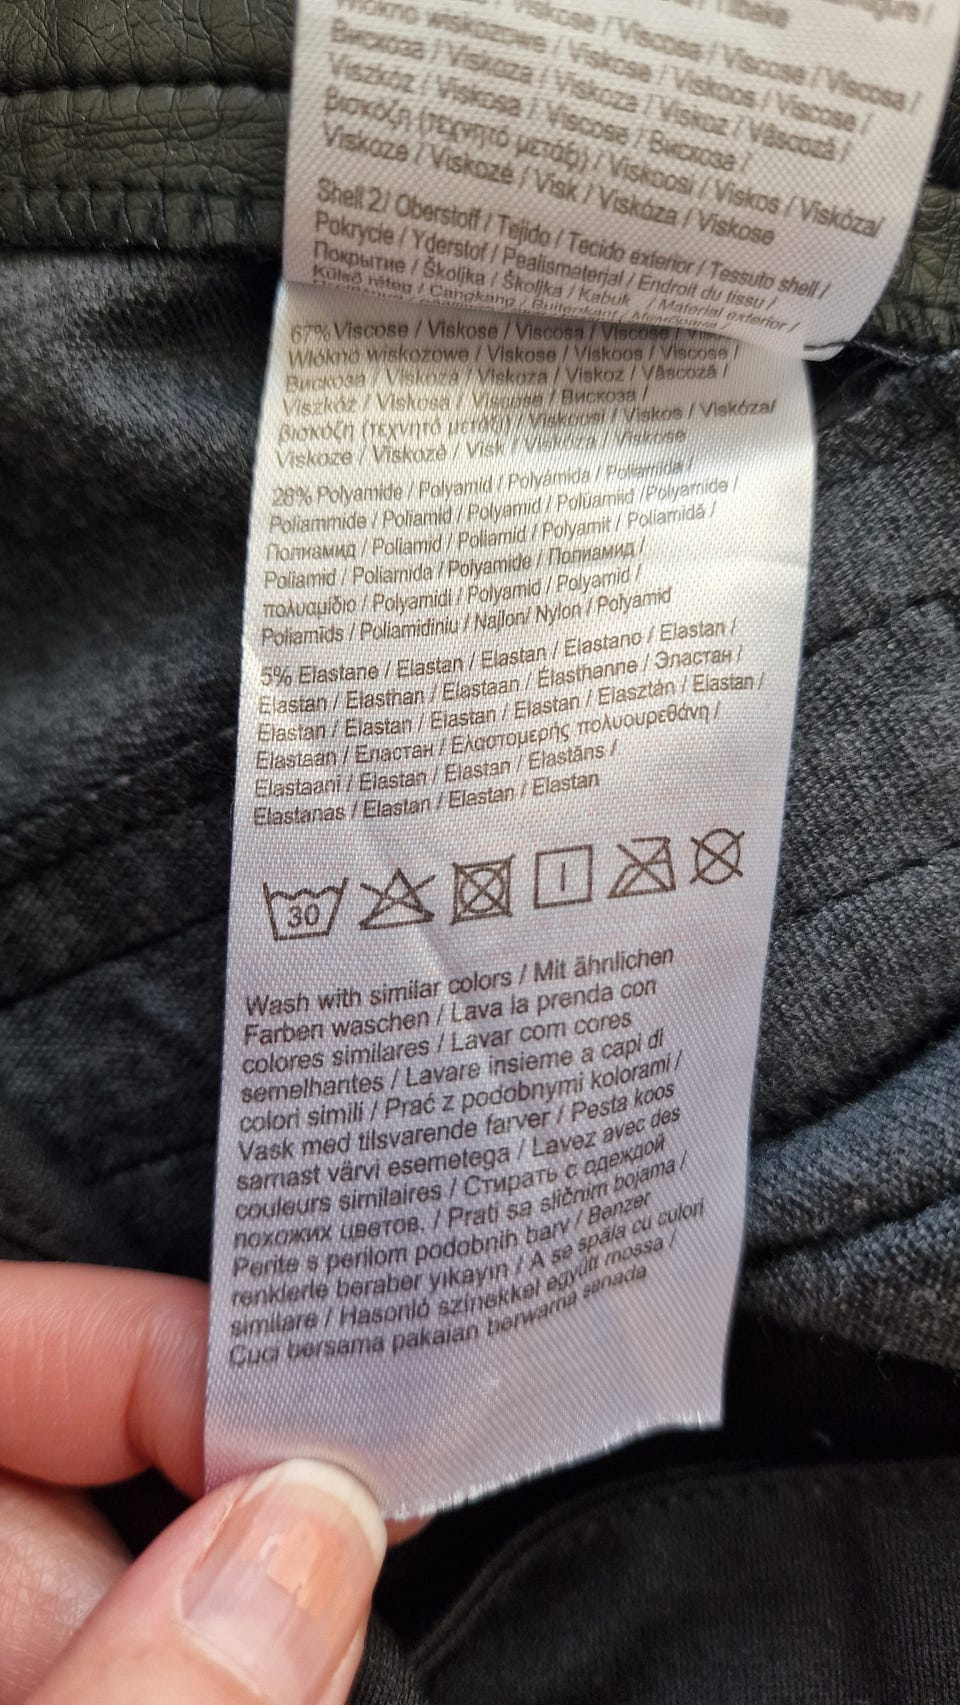 Viskose / Viscosa / Viscose / Viscosa /
Włókno wiskozowe / Viskose / Viskoos / Viscose /
Вискоза / Viskoza / Viskoza / Viskoz / Vâscoză /
Viszkóz / Viskosa / Viscose / Вискоза /
βισκόζη (τεχνητό μετάξι) / Viskoosi / Viskos / Viskóza/
Viskoze / Viskozė / Visk / Viskóza / Viskose
Shell 2/ Oberstoff / Tejido / Tecido exterior / Tessuto shell /
Pokrycie / Yderstof / Pealismaterjal / Endroit du tissu /
Покрытие / Školjka / Školjka / Kabuk / Material exterior /
Külső réteg / Cangkang / Buitenkant /
67% Viscose / Viskose / Viscosa / Viscose /
Włókno wiskozowe / Viskose / Viskoos / Viscose /
Вискоза / Viskoza / Viskoza / Viskoz / Vâscoză /
Viszkóz / Viskosa / Viscose / Вискоза /
βισκόζη (τεχνητό μετάξι) / Viskoosi / Viskos / Viskóza/
Viskoze / Viskozė / Visk / Viskóza / Viskose
28% Polyamide / Polyamid / Polyámida / Poliamida /
Poliammide / Poliamid / Polyamid / Polüamiid /Polyamide /
Полиамид / Poliamid / Poliamid / Polyamit / Poliamidă /
Poliamid / Poliamida / Polyamide / Полиамид /
πολυαμίδιο / Polyamidi / Polyamid / Polyamid /
Poliamīds / Poliamidiniu / Najlon/ Nylon / Polyamid
5% Elastane / Elastan / Elastan / Elastano / Elastan /
Elastan / Elasthan / Elastaan / Élasthanne / Эластан /
Elastan / Elastan / Elastan / Elastan / Elasztán / Elastan /
Elastaan / Еластан / Ελαστομερής πολυουρεθάνη /
Elastaani / Elastan / Elastan / Elastāns /
Elastanas / Elastan / Elastan / Elastan
30
Wash with similar colors / Mit ähnlichen
Farben waschen / Lava la prenda con
colores similares / Lavar com cores
semelhantes / Lavare insieme a capi di
colori simili / Prać z podobnymi kolorami /
Vask med tilsvarende farver / Pesta koos
sarnast värvi esemetega / Lavez avec des
couleurs similaires / Стирать с одеждой
похожих цветов. / Prati sa sličnim bojama /
Perite s perilom podobnih barv / Benzer
renklerle beraber yıkayın / A se spăla cu culori
similare / Hasonló színekkel együtt mossa /
Cuci bersama pakaian berwarna senada